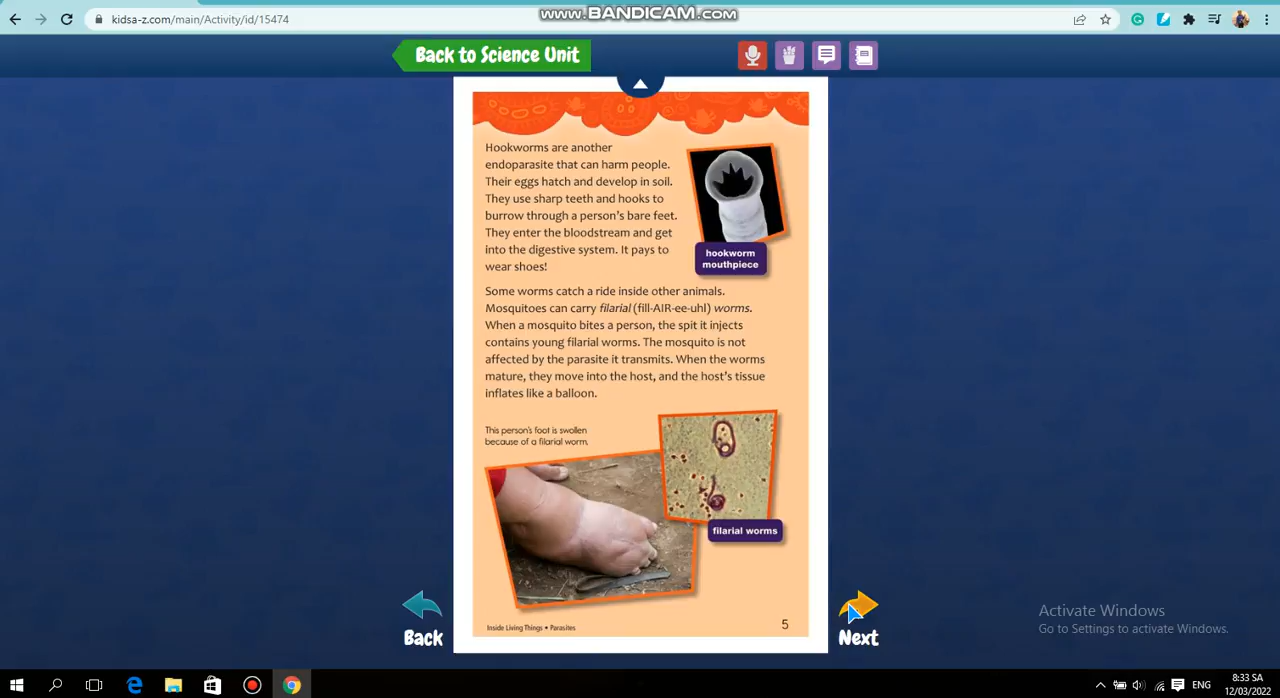 kidsa-z.com/main/Activity/id/15474
WWW.BANDICAM.COM
Back to Science Unit
Hookworms are another
endoparasite that can harm people.
Their eggs hatch and develop in soil.
They use sharp teeth and hooks to
burrow through a person's bare feet.
They enter the bloodstream and get
into the digestive system. It pays to
wear shoes!
hookworm
mouthpiece
Some worms catch a ride inside other animals.
Mosquitoes can carry filarial (fill-AIR-ee-uhl) worms.
When a mosquito bites a person, the spit it injects
contains young filarial worms. The mosquito is not
affected by the parasite it transmits. When the worms
mature, they move into the host, and the host's tissue
inflates like a balloon.
This person's foot is swollen
because of a filarial worm.
filarial worms
Inside Living Things • Parasites
5
Back
Next
Activate Windows
Go to Settings to activate Windows.
ENG
8:33 SA
12/03/2022